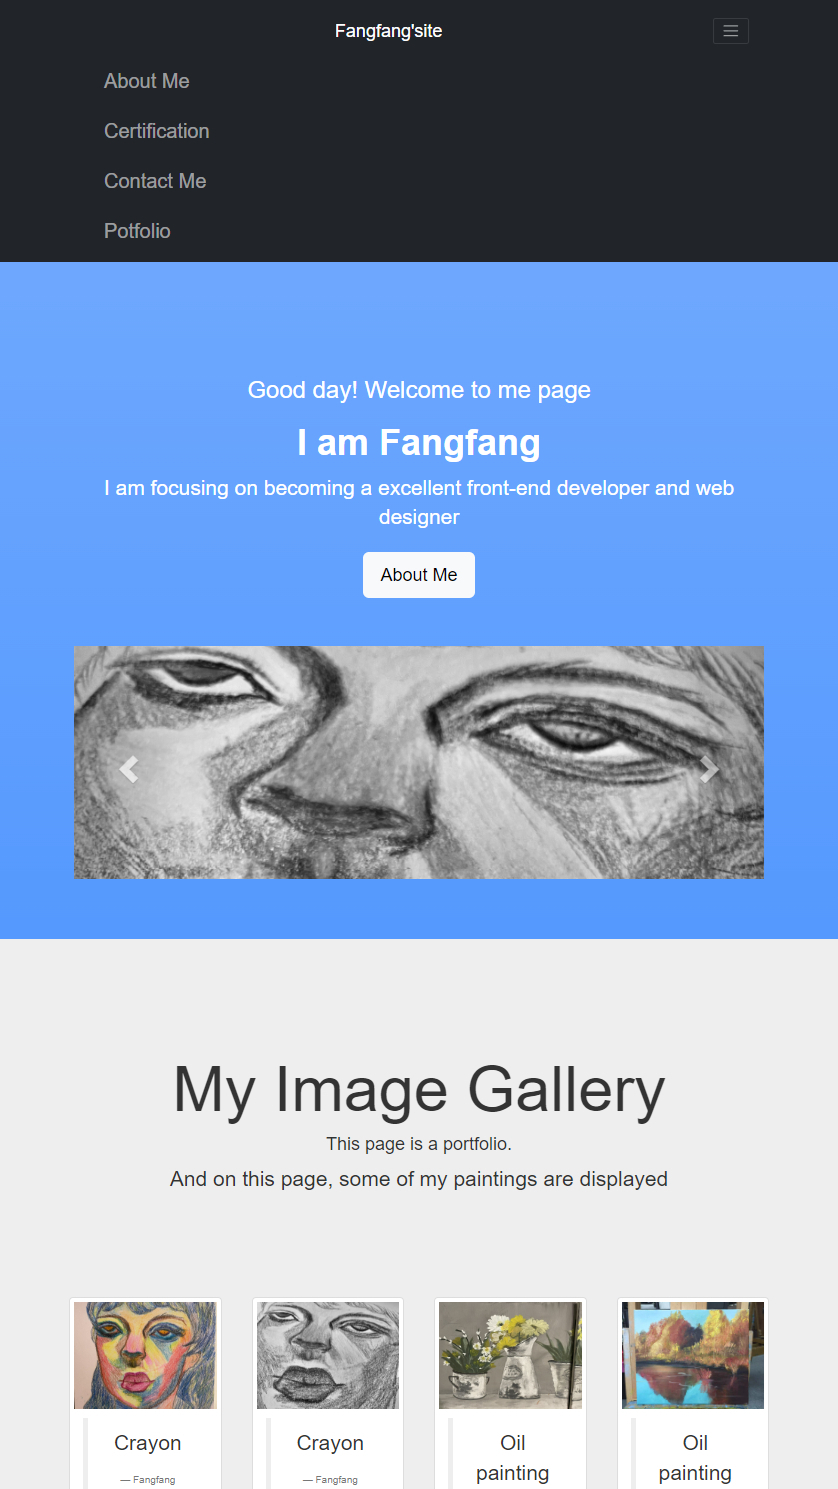 Fangfang'site
About Me
Certification
Contact Me
Potfolio
Good day! Welcome to me page
I am Fangfang
I am focusing on becoming a excellent front-end developer and web
designer
About Me
My Image Gallery
This page is a portfolio.
And on this page, some of my paintings are displayed
Crayon
— Fangfang
Crayon
— Fangfang
Oil
painting
Oil
painting